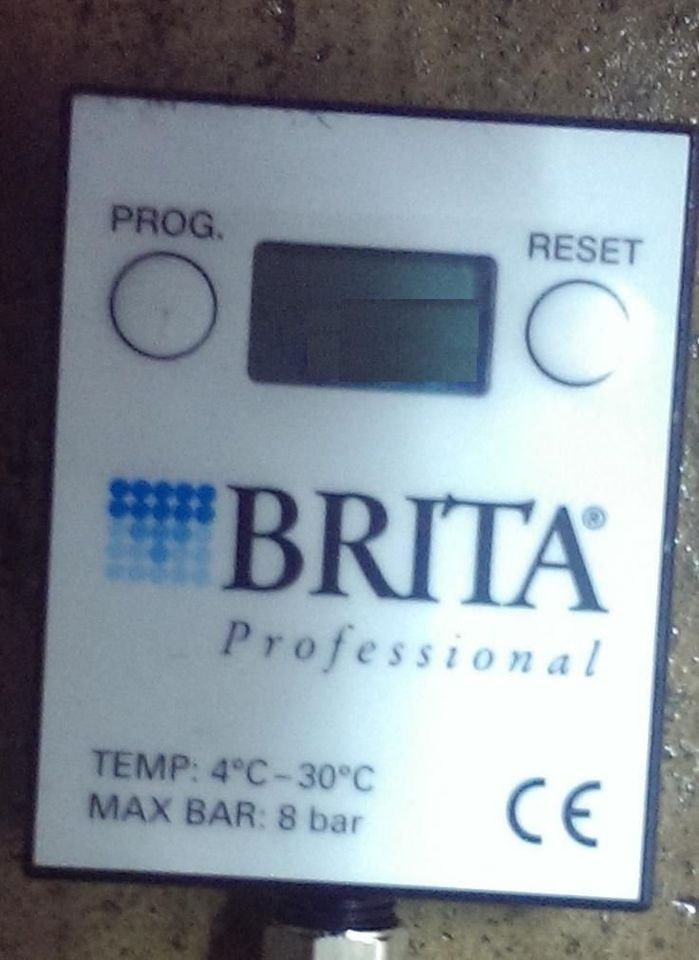 PROG.
RESET
BRITA®
Professional
TEMP: 4°C-30°C
MAX BAR: 8 bar
CE